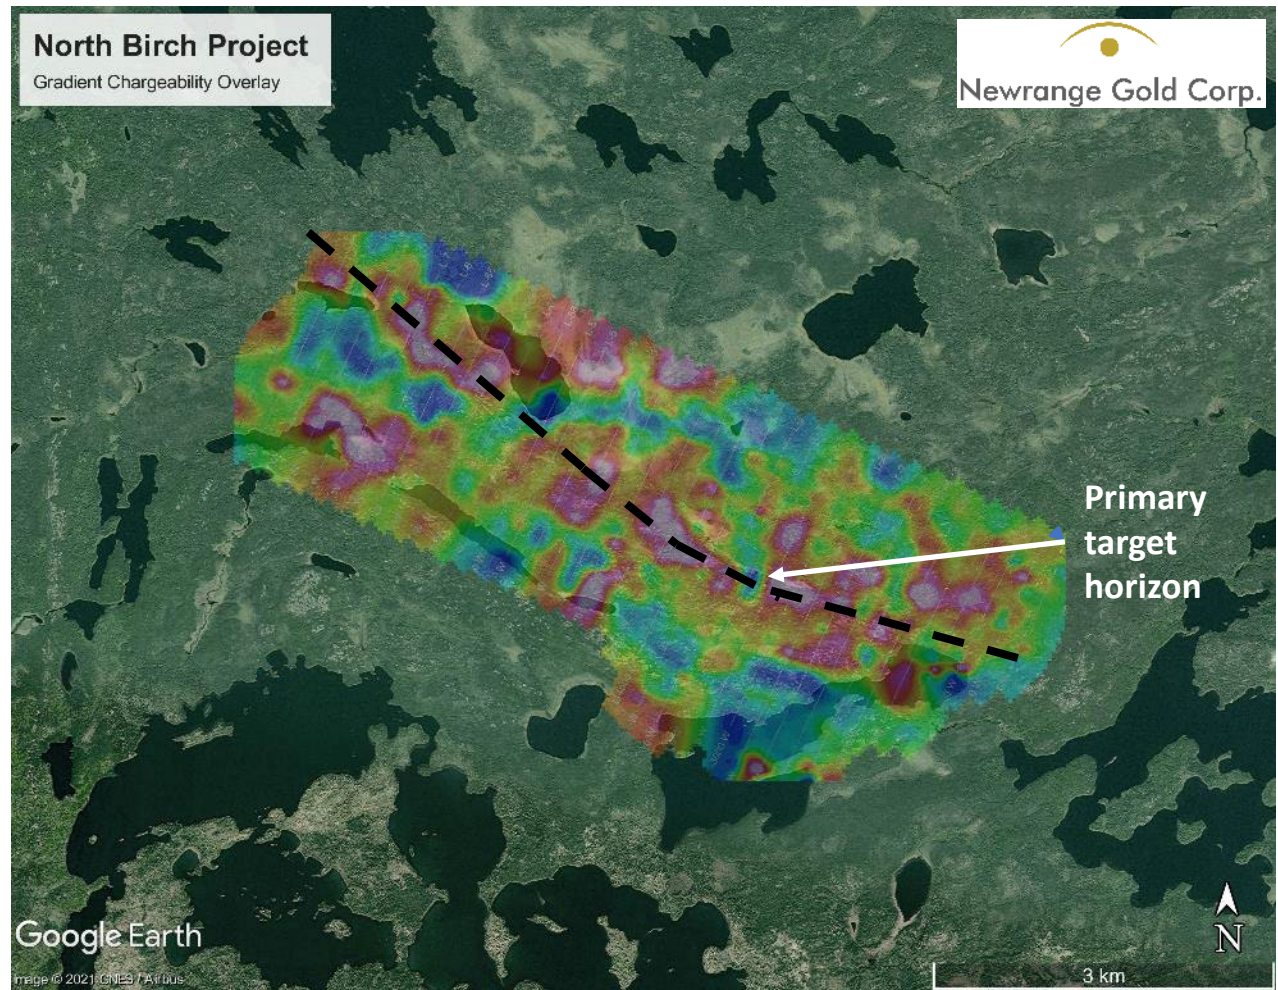 North Birch Project
Gradient Chargeability Overlay
Newrange Gold Corp.
Primary
target
horizon
Google Earth
Image © 2021 CNES / Airbus
N
3 km